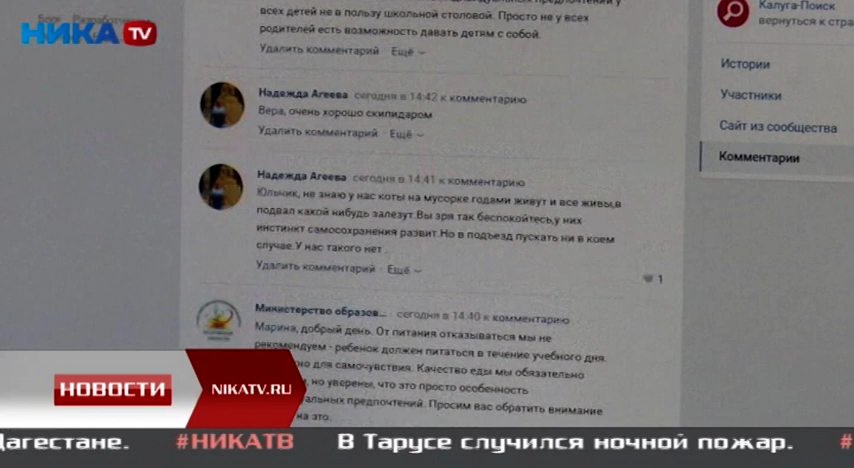 Блог Разработчикам
НИКА TV
всех детей не в пользу школьной столовой. Просто не у всех
родителей есть возможность давать детям с собой.
Удалить комментарий Ещё
Надежда Агеева сегодня в 14:42 к комментарию
Вера, очень хорошо скипидаром
Удалить комментарий · Ещё
Надежда Агеева сегодня в 14:41 к комментарию
Юльчик, не знаю у нас коты на мусорке годами живут и все живы,в
подвал какой нибудь залезут.Вы зря так беспокойтесь,у них
инстинкт самосохранения развит.Но в подъезд пускать ни в коем
случае.У нас такого нет .
Удалить комментарий · Ещё
1
Министерство образов... сегодня в 14:40 к комментарию
Марина, добрый день. От питания отказываться мы не
рекомендуем - ребенок должен питаться в течение учебного дня.
для самочувствия. Качество еды мы обязательно
но уверены, что это просто особенность
предпочтений. Просим вас обратить внимание
на это.
Калуга-Поиск
вернуться к
Истории
Участники
Сайт из сообщества
Комментарии
НОВОСТИ
NIKATV.RU
Дагестане. #НИКАТВ В Тарусе случился ночной пожар. #